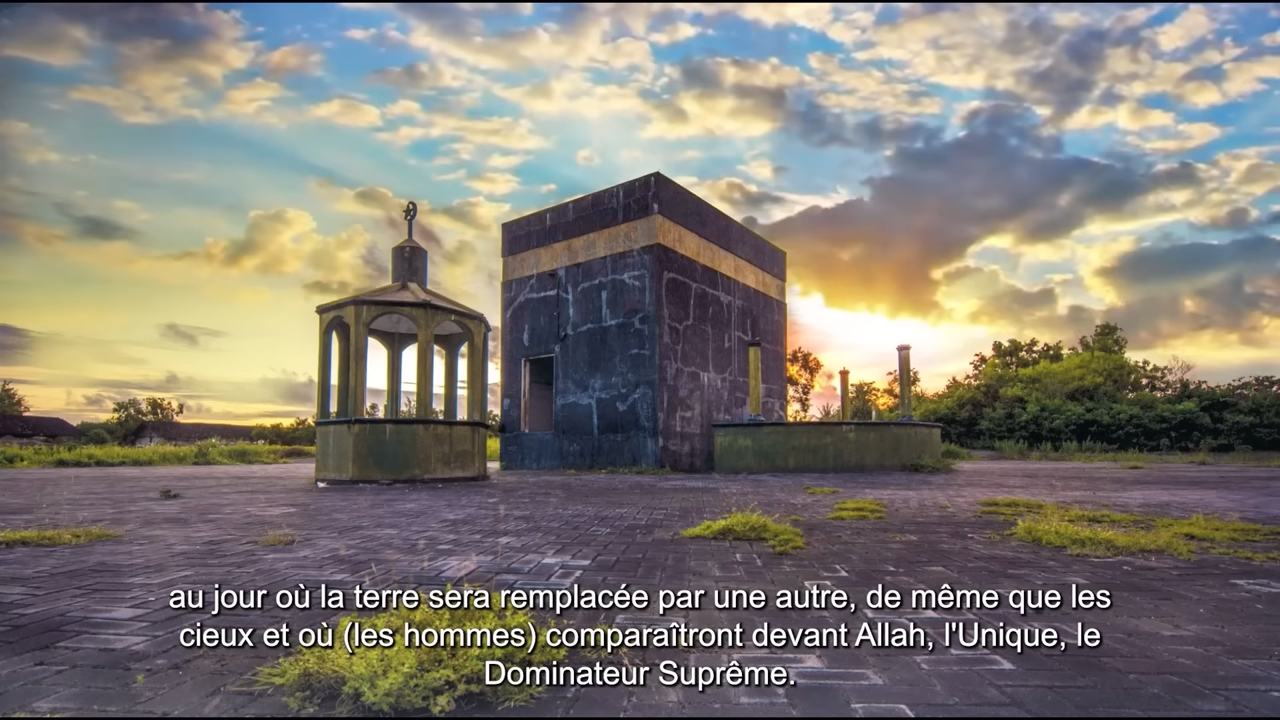 au jour où la terre sera remplacée par une autre, de même que les
cieux et où (les hommes) comparaîtront devant Allah, l'Unique, le
Dominateur Suprême.